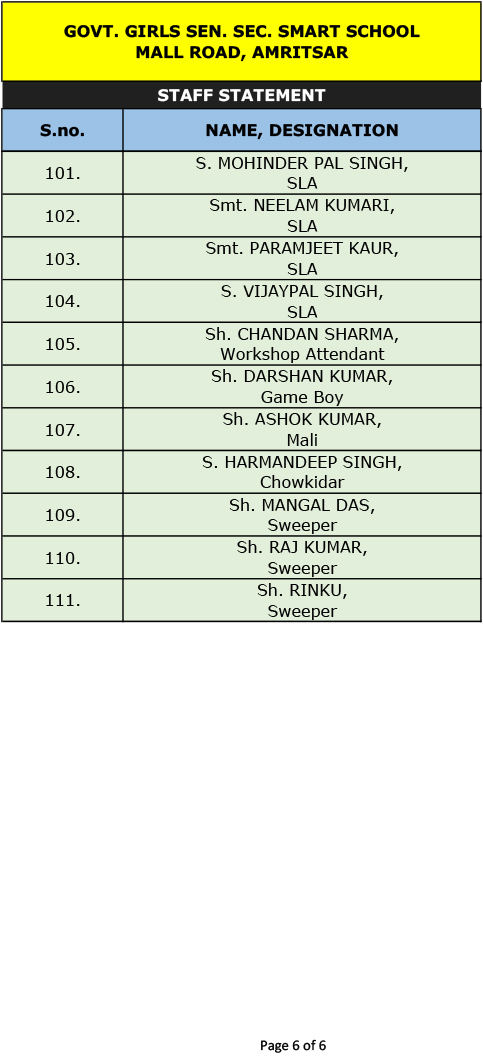 GOVT. GIRLS SEN. SEC. SMART SCHOOL
MALL ROAD, AMRITSAR
STAFF STATEMENT
S.no. NAME, DESIGNATION
101. S. MOHINDER PAL SINGH,
SLA
102. Smt. NEELAM KUMARI,
SLA
103. Smt. PARAMJEET KAUR,
SLA
104. S. VIJAYPAL SINGH,
SLA
105. Sh. CHANDAN SHARMA,
Workshop Attendant
106. Sh. DARSHAN KUMAR,
Game Boy
107. Sh. ASHOK KUMAR,
Mali
108. S. HARMANDEEP SINGH,
Chowkidar
109. Sh. MANGAL DAS,
Sweeper
110. Sh. RAJ KUMAR,
Sweeper
111. Sh. RINKU,
Sweeper
Page 6 of 6